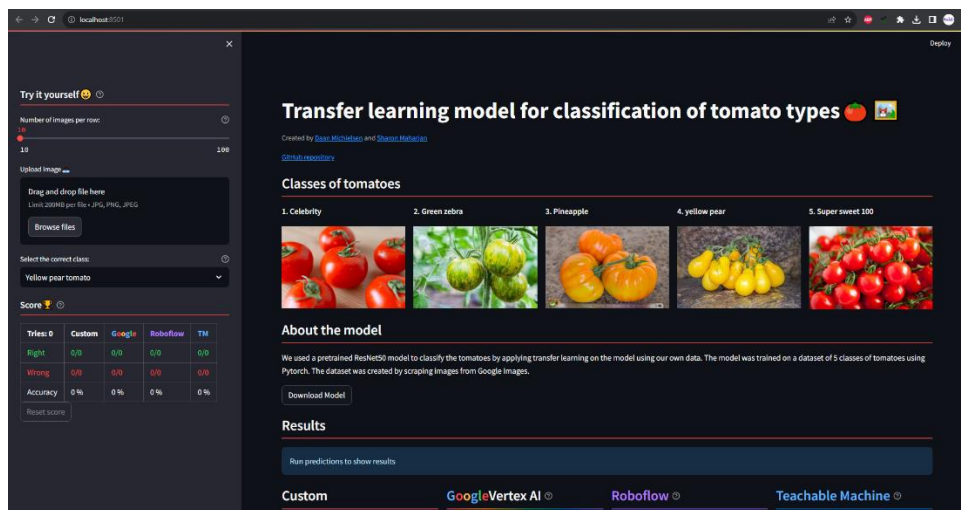 localhost:8501
Deploy
Try it yourself
Number of images per row:
10
10
100
Upload image
Drag and drop file here
Limit 200MB per file • JPG, PNG, JPEG
Browse files
Select the correct class:
Yellow pear tomato
Score
Tries: 0 Custom Google Roboflow TM
Right 0/0 0/0 0/0 0/0
Wrong 0/0 0/0 0/0 0/0
Accuracy 0 % 0 % 0 % 0 %
Reset score
Transfer learning model for classification of tomato types
Created by Daan Michielsen and Sharon Maharjan
GitHub repository
Classes of tomatoes
1. Celebrity 2. Green zebra 3. Pineapple 4. yellow pear 5. Super sweet 100
About the model
We used a pretrained ResNet50 model to classify the tomatoes by applying transfer learning on the model using our own data. The model was trained on a dataset of 5 classes of tomatoes using
Pytorch. The dataset was created by scraping images from Google Images.
Download Model
Results
Run predictions to show results
Custom GoogleVertex AI Roboflow Teachable Machine